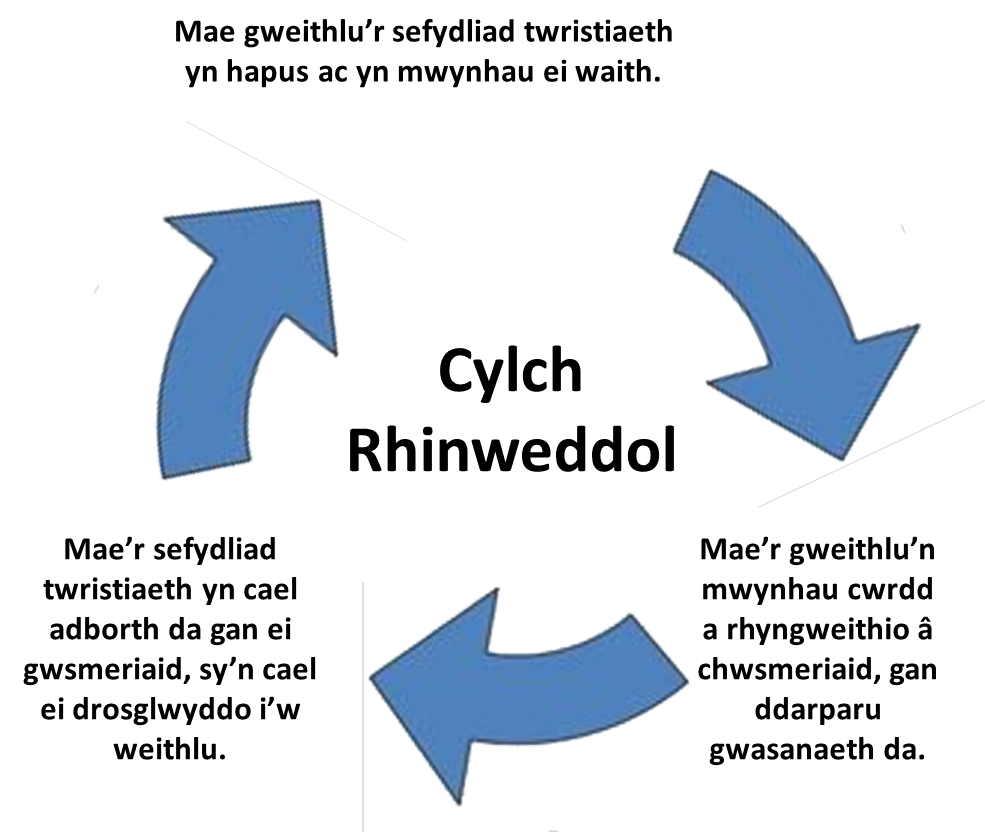 Mae gweithlu’r sefydliad twristiaeth
yn hapus ac yn mwynhau ei waith.
Cylch
Rhinweddol
Mae’r gweithlu’n
mwynhau cwrdd
a rhyngweithio â
chwsmeriaid, gan
ddarparu
gwasanaeth da.
Mae’r sefydliad
twristiaeth yn cael
adborth da gan ei
gwsmeriaid, sy’n cael
ei drosglwyddo i’w
weithlu.